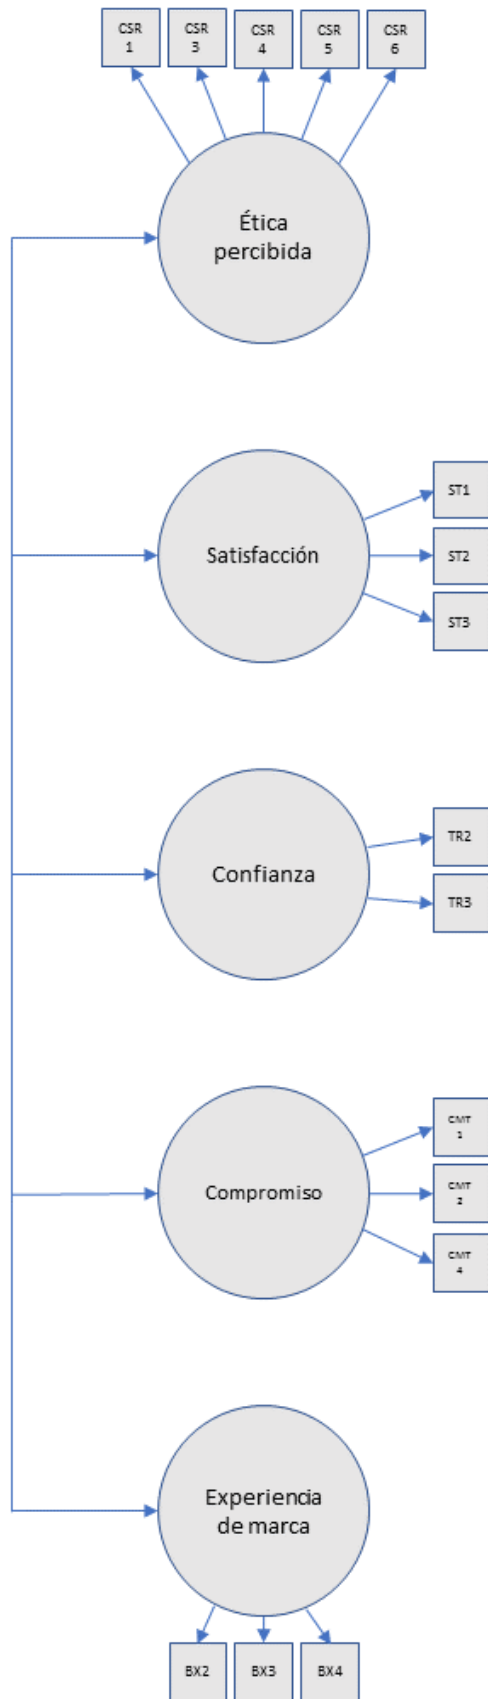 CSR
1
CSR
3
CSR
4
CSR
5
CSR
6
Ética
percibida
Satisfacción
ST1
ST2
ST3
Confianza
TR2
TR3
Compromiso
CMT
1
CMT
2
CMT
4
Experiencia
de marca
BX2
BX3
BX4